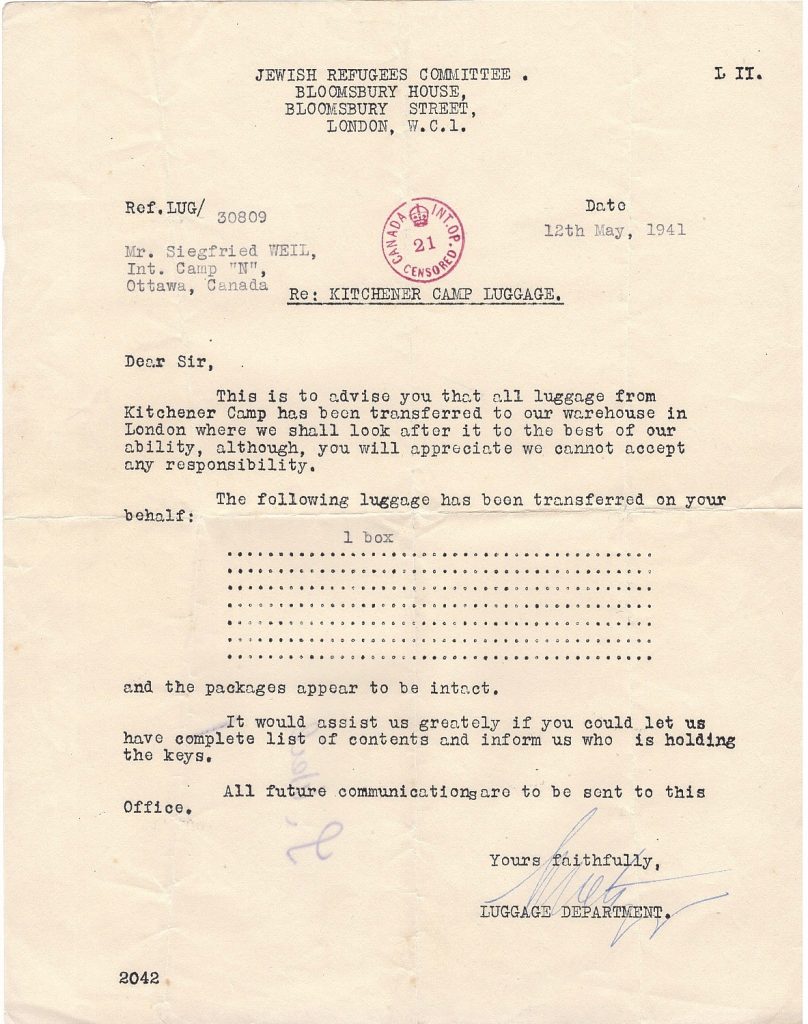 JEWISH REFUGEES COMMITTEE .
L II.
BLOOMSBURY HOUSE,
BLOOMSBURY STREET,
LONDON, W.C.1.
Ref.LUG/ 30809
Date
12th May, 1941
CANADA INT.OP.
21
CENSORED
Mr. Siegfried WEIL,
Int. Camp "N",
Ottawa, Canada
Re: KITCHENER CAMP LUGGAGE.
Dear Sir,
This is to advise you that all luggage from
Kitchener Camp has been transferred to our warehouse in
London where we shall look after it to the best of our
ability, although, you will appreciate we cannot accept
any responsibility.
The following luggage has been transferred on your
behalf:
1 box
and the packages appear to be intact.
It would assist us greately if you could let us
have complete list of contents and inform us who is holding
the keys.
All future communications are to be sent to this
Office.
Yours faithfully,
LUGGAGE DEPARTMENT.
2042